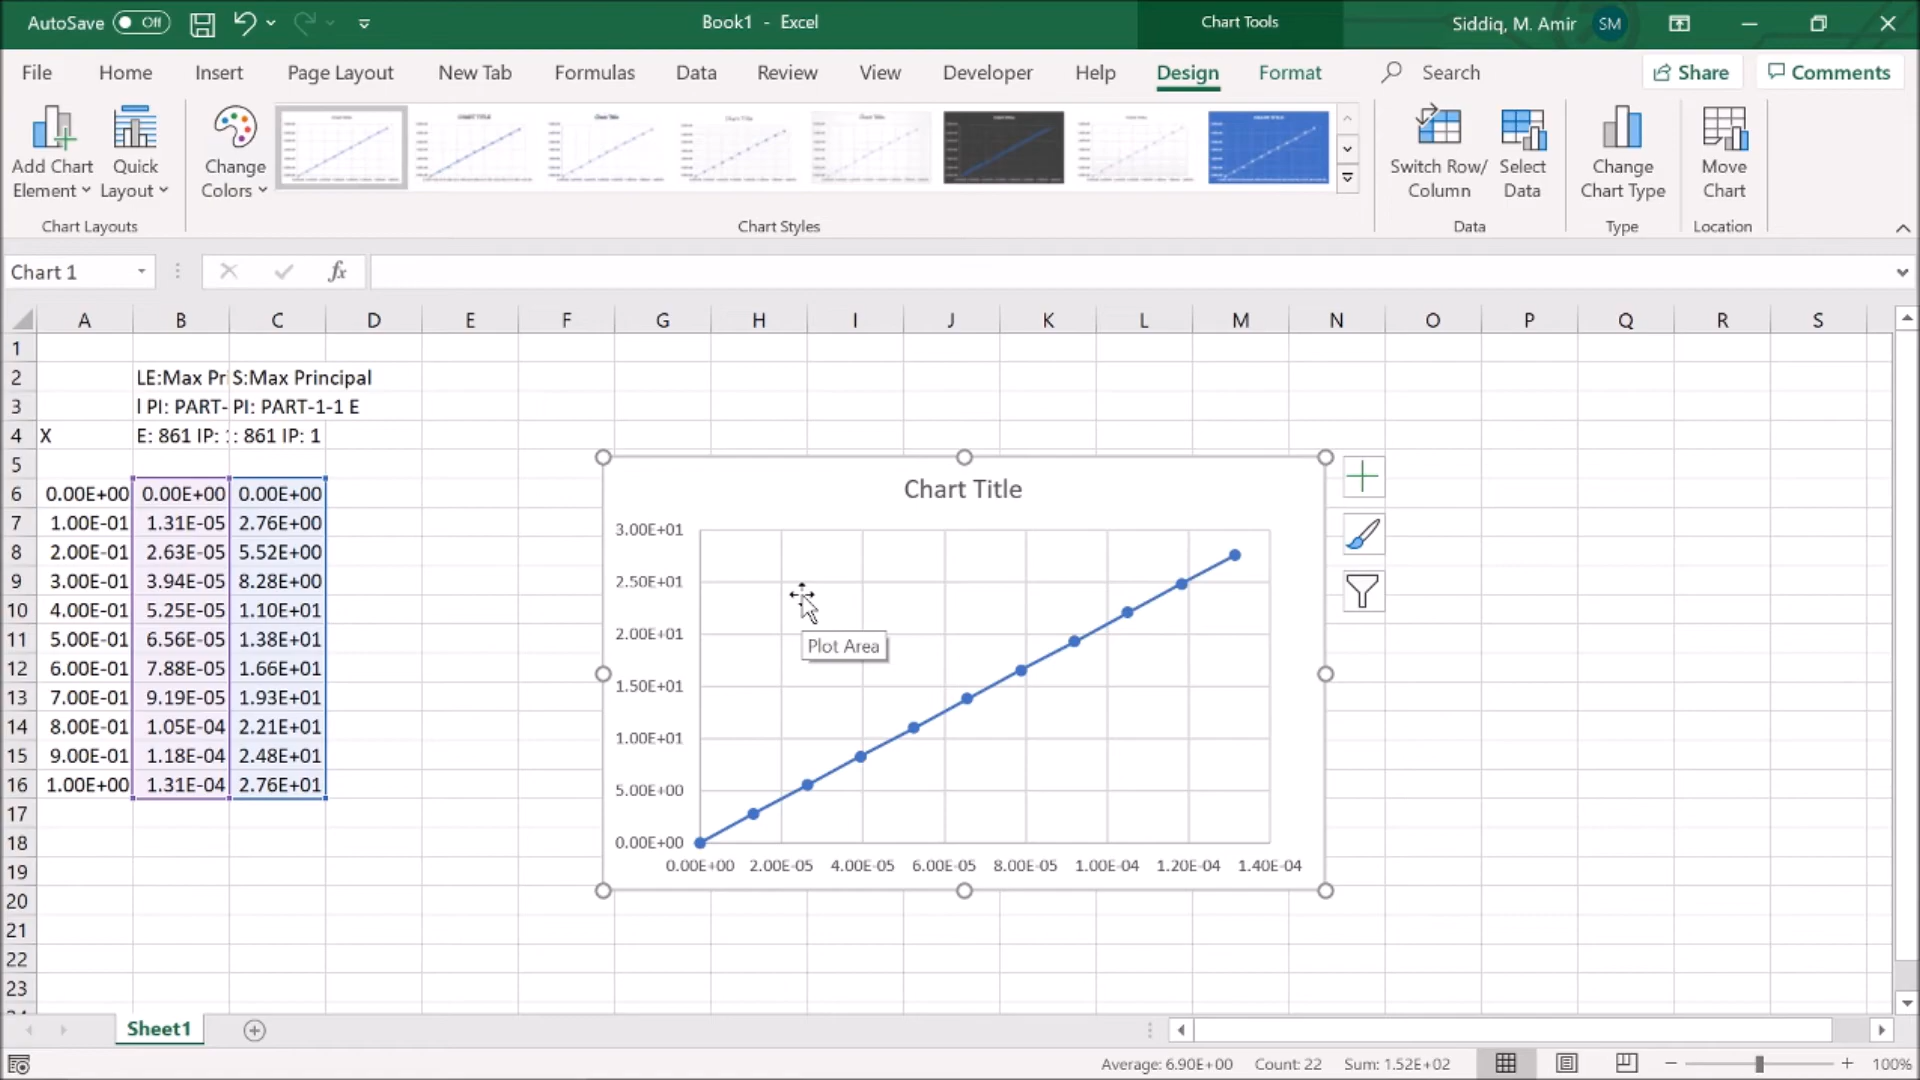 AutoSave Off Book1 - Excel Chart Tools Siddiq, M. Amir SM
File Home Insert Page Layout New Tab Formulas Data Review View Developer Help Design Format Search Share Comments
Add Chart Element Quick Layout Change Colors Switch Row/ Column Select Data Change Chart Type Move Chart
Chart Layouts Chart Styles Data Type Location
Chart 1 fx
A B C D E F G H I J K L M N O P Q R S
1
2 LE:Max Pri S:Max Principal
3 l PI: PART- PI: PART-1-1 E
4 X E: 861 IP: 1 : 861 IP: 1
5
6 0.00E+00 0.00E+00 0.00E+00
7 1.00E-01 1.31E-05 2.76E+00
8 2.00E-01 2.63E-05 5.52E+00
9 3.00E-01 3.94E-05 8.28E+00
10 4.00E-01 5.25E-05 1.10E+01
11 5.00E-01 6.56E-05 1.38E+01
12 6.00E-01 7.88E-05 1.66E+01
13 7.00E-01 9.19E-05 1.93E+01
14 8.00E-01 1.05E-04 2.21E+01
15 9.00E-01 1.18E-04 2.48E+01
16 1.00E+00 1.31E-04 2.76E+01
17
18
19
20
21
22
23
Chart Title
3.00E+01
2.50E+01
2.00E+01
1.50E+01
1.00E+01
5.00E+00
0.00E+00
0.00E+00 2.00E-05 4.00E-05 6.00E-05 8.00E-05 1.00E-04 1.20E-04 1.40E-04
Plot Area
Sheet1
Average: 6.90E+00 Count: 22 Sum: 1.52E+02 100%